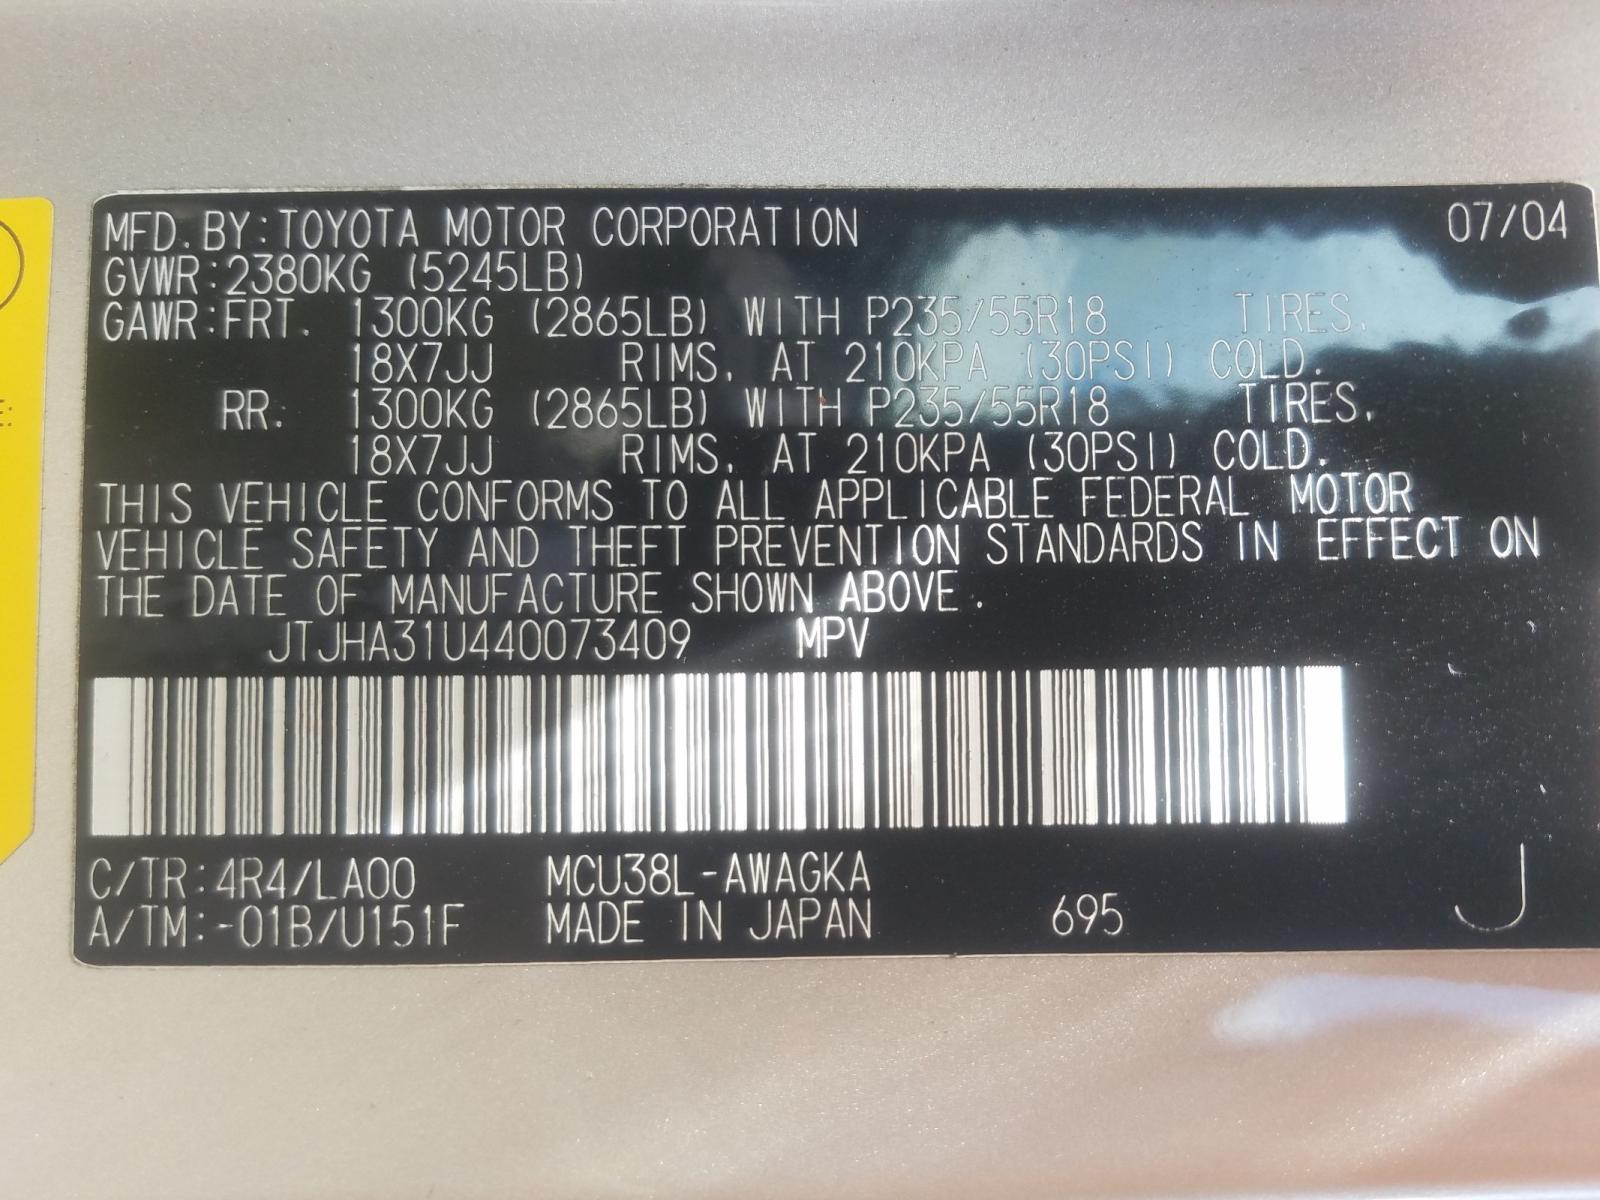 MFD. BY: TOYOTA MOTOR CORPORATION 07/04
GVWR: 2380KG (5245LB)
GAWR: FRT. 1300KG (2865LB) WITH P235/55R18 TIRES,
18X7JJ RIMS, AT 210KPA (30PSI) COLD.
RR. 1300KG (2865LB) WITH P235/55R18 TIRES,
18X7JJ RIMS, AT 210KPA (30PSI) COLD.
THIS VEHICLE CONFORMS TO ALL APPLICABLE FEDERAL MOTOR
VEHICLE SAFETY AND THEFT PREVENTION STANDARDS IN EFFECT ON
THE DATE OF MANUFACTURE SHOWN ABOVE.
JTJHA31U440073409 MPV
C/TR: 4R4/LA00 MCU38L-AWAGKA
A/TM: -01B/U151F MADE IN JAPAN 695 J